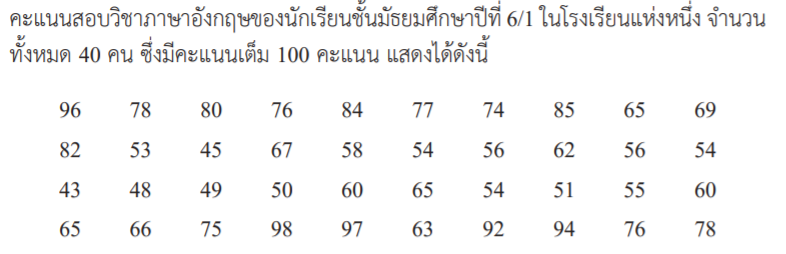 คะแนนสอบวิชาภาษาอังกฤษของนักเรียนชั้นมัธยมศึกษาปีที่ 6/1 ในโรงเรียนแห่งหนึ่ง จำนวน
ทั้งหมด 40 คน ซึ่งมีคะแนนเต็ม 100 คะแนน แสดงได้ดังนี้
96 78 80 76 84 77 74 85 65 69
82 53 45 67 58 54 56 62 56 54
43 48 49 50 60 65 54 51 55 60
65 66 75 98 97 63 92 94 76 78